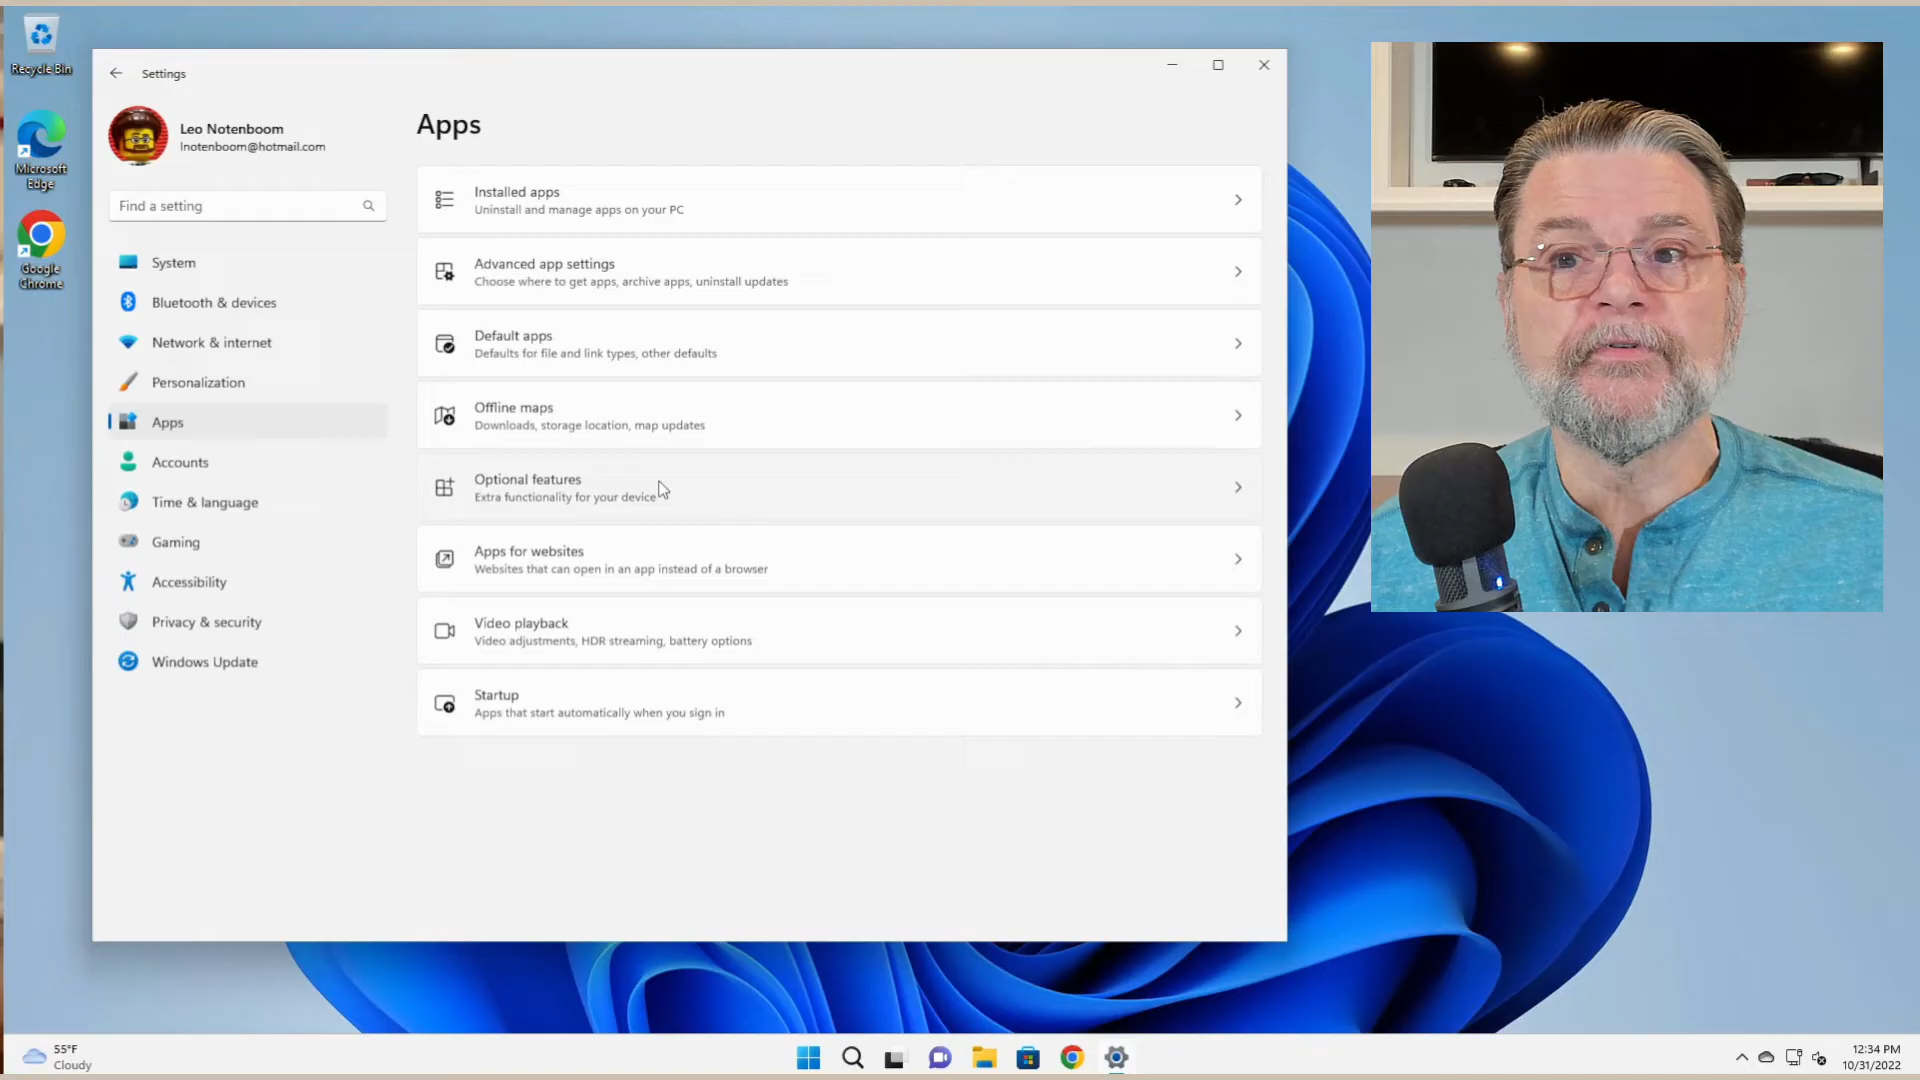 Recycle Bin
Microsoft
Edge
Google
Chrome
Settings
Leo Notenboom
lnotenboom@hotmail.com
Find a setting
System
Bluetooth & devices
Network & internet
Personalization
Apps
Accounts
Time & language
Gaming
Accessibility
Privacy & security
Windows Update
Apps
Installed apps
Uninstall and manage apps on your PC
Advanced app settings
Choose where to get apps, archive apps, uninstall updates
Default apps
Defaults for file and link types, other defaults
Offline maps
Downloads, storage location, map updates
Optional features
Extra functionality for your device
Apps for websites
Websites that can open in an app instead of a browser
Video playback
Video adjustments, HDR streaming, battery options
Startup
Apps that start automatically when you sign in
55°F
Cloudy
12:34 PM
10/31/2022